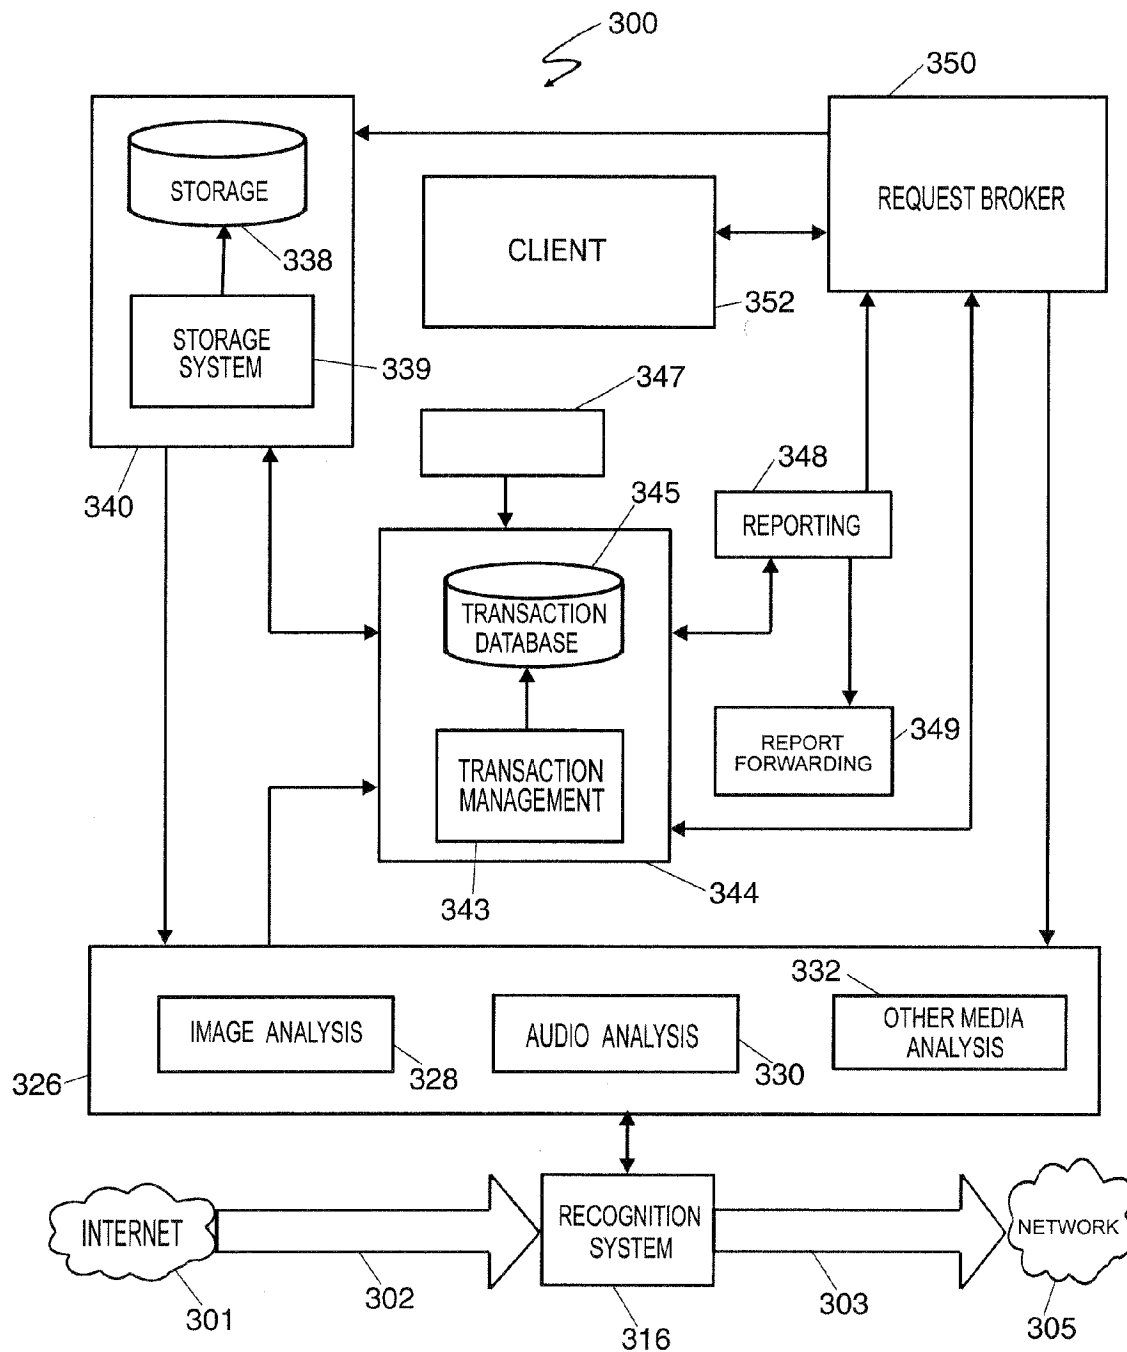 300
350
STORAGE
338
STORAGE
SYSTEM
339
340
CLIENT
352
REQUEST BROKER
347
345
348
REPORTING
TRANSACTION
DATABASE
REPORT
FORWARDING
349
TRANSACTION
MANAGEMENT
343
344
326
IMAGE ANALYSIS
328
AUDIO ANALYSIS
330
332
OTHER MEDIA
ANALYSIS
INTERNET
301
302
RECOGNITION
SYSTEM
316
303
NETWORK
305